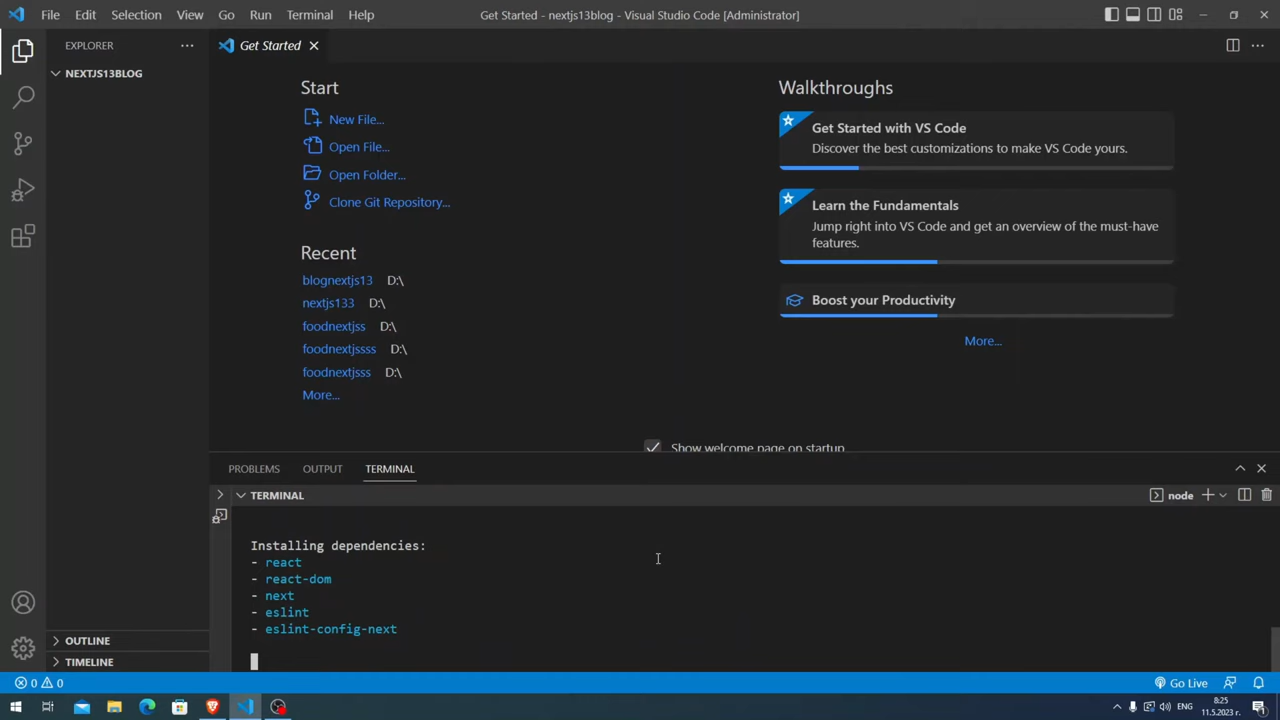 File Edit Selection View Go Run Terminal Help
Get Started - nextjs13blog - Visual Studio Code [Administrator]
EXPLORER
Get Started
NEXTJS13BLOG
Start
New File...
Open File...
Open Folder...
Clone Git Repository...
Recent
blognextjs13 D:\
nextjs133 D:\
foodnextjss D:\
foodnextjssss D:\
foodnextjsss D:\
More...
Walkthroughs
Get Started with VS Code
Discover the best customizations to make VS Code yours.
Learn the Fundamentals
Jump right into VS Code and get an overview of the must-have
features.
Boost your Productivity
More...
Show welcome page on startup
PROBLEMS OUTPUT TERMINAL
TERMINAL
node
Installing dependencies:
- react
- react-dom
- next
- eslint
- eslint-config-next
OUTLINE
TIMELINE
0 0
Go Live
ENG
8:25
11.5.2023 г.
1